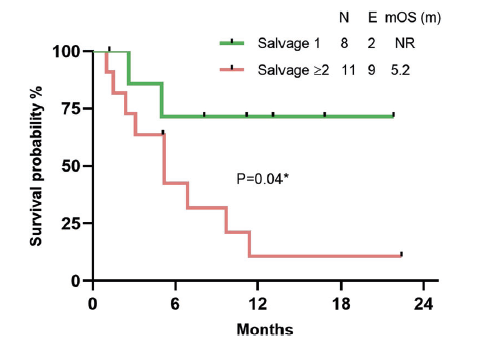 N E mOS (m)
Salvage 1 8 2 NR
Salvage ≥2 11 9 5.2
100
75
50
25
0
Survival probability %
P=0.04*
0 6 12 18 24
Months